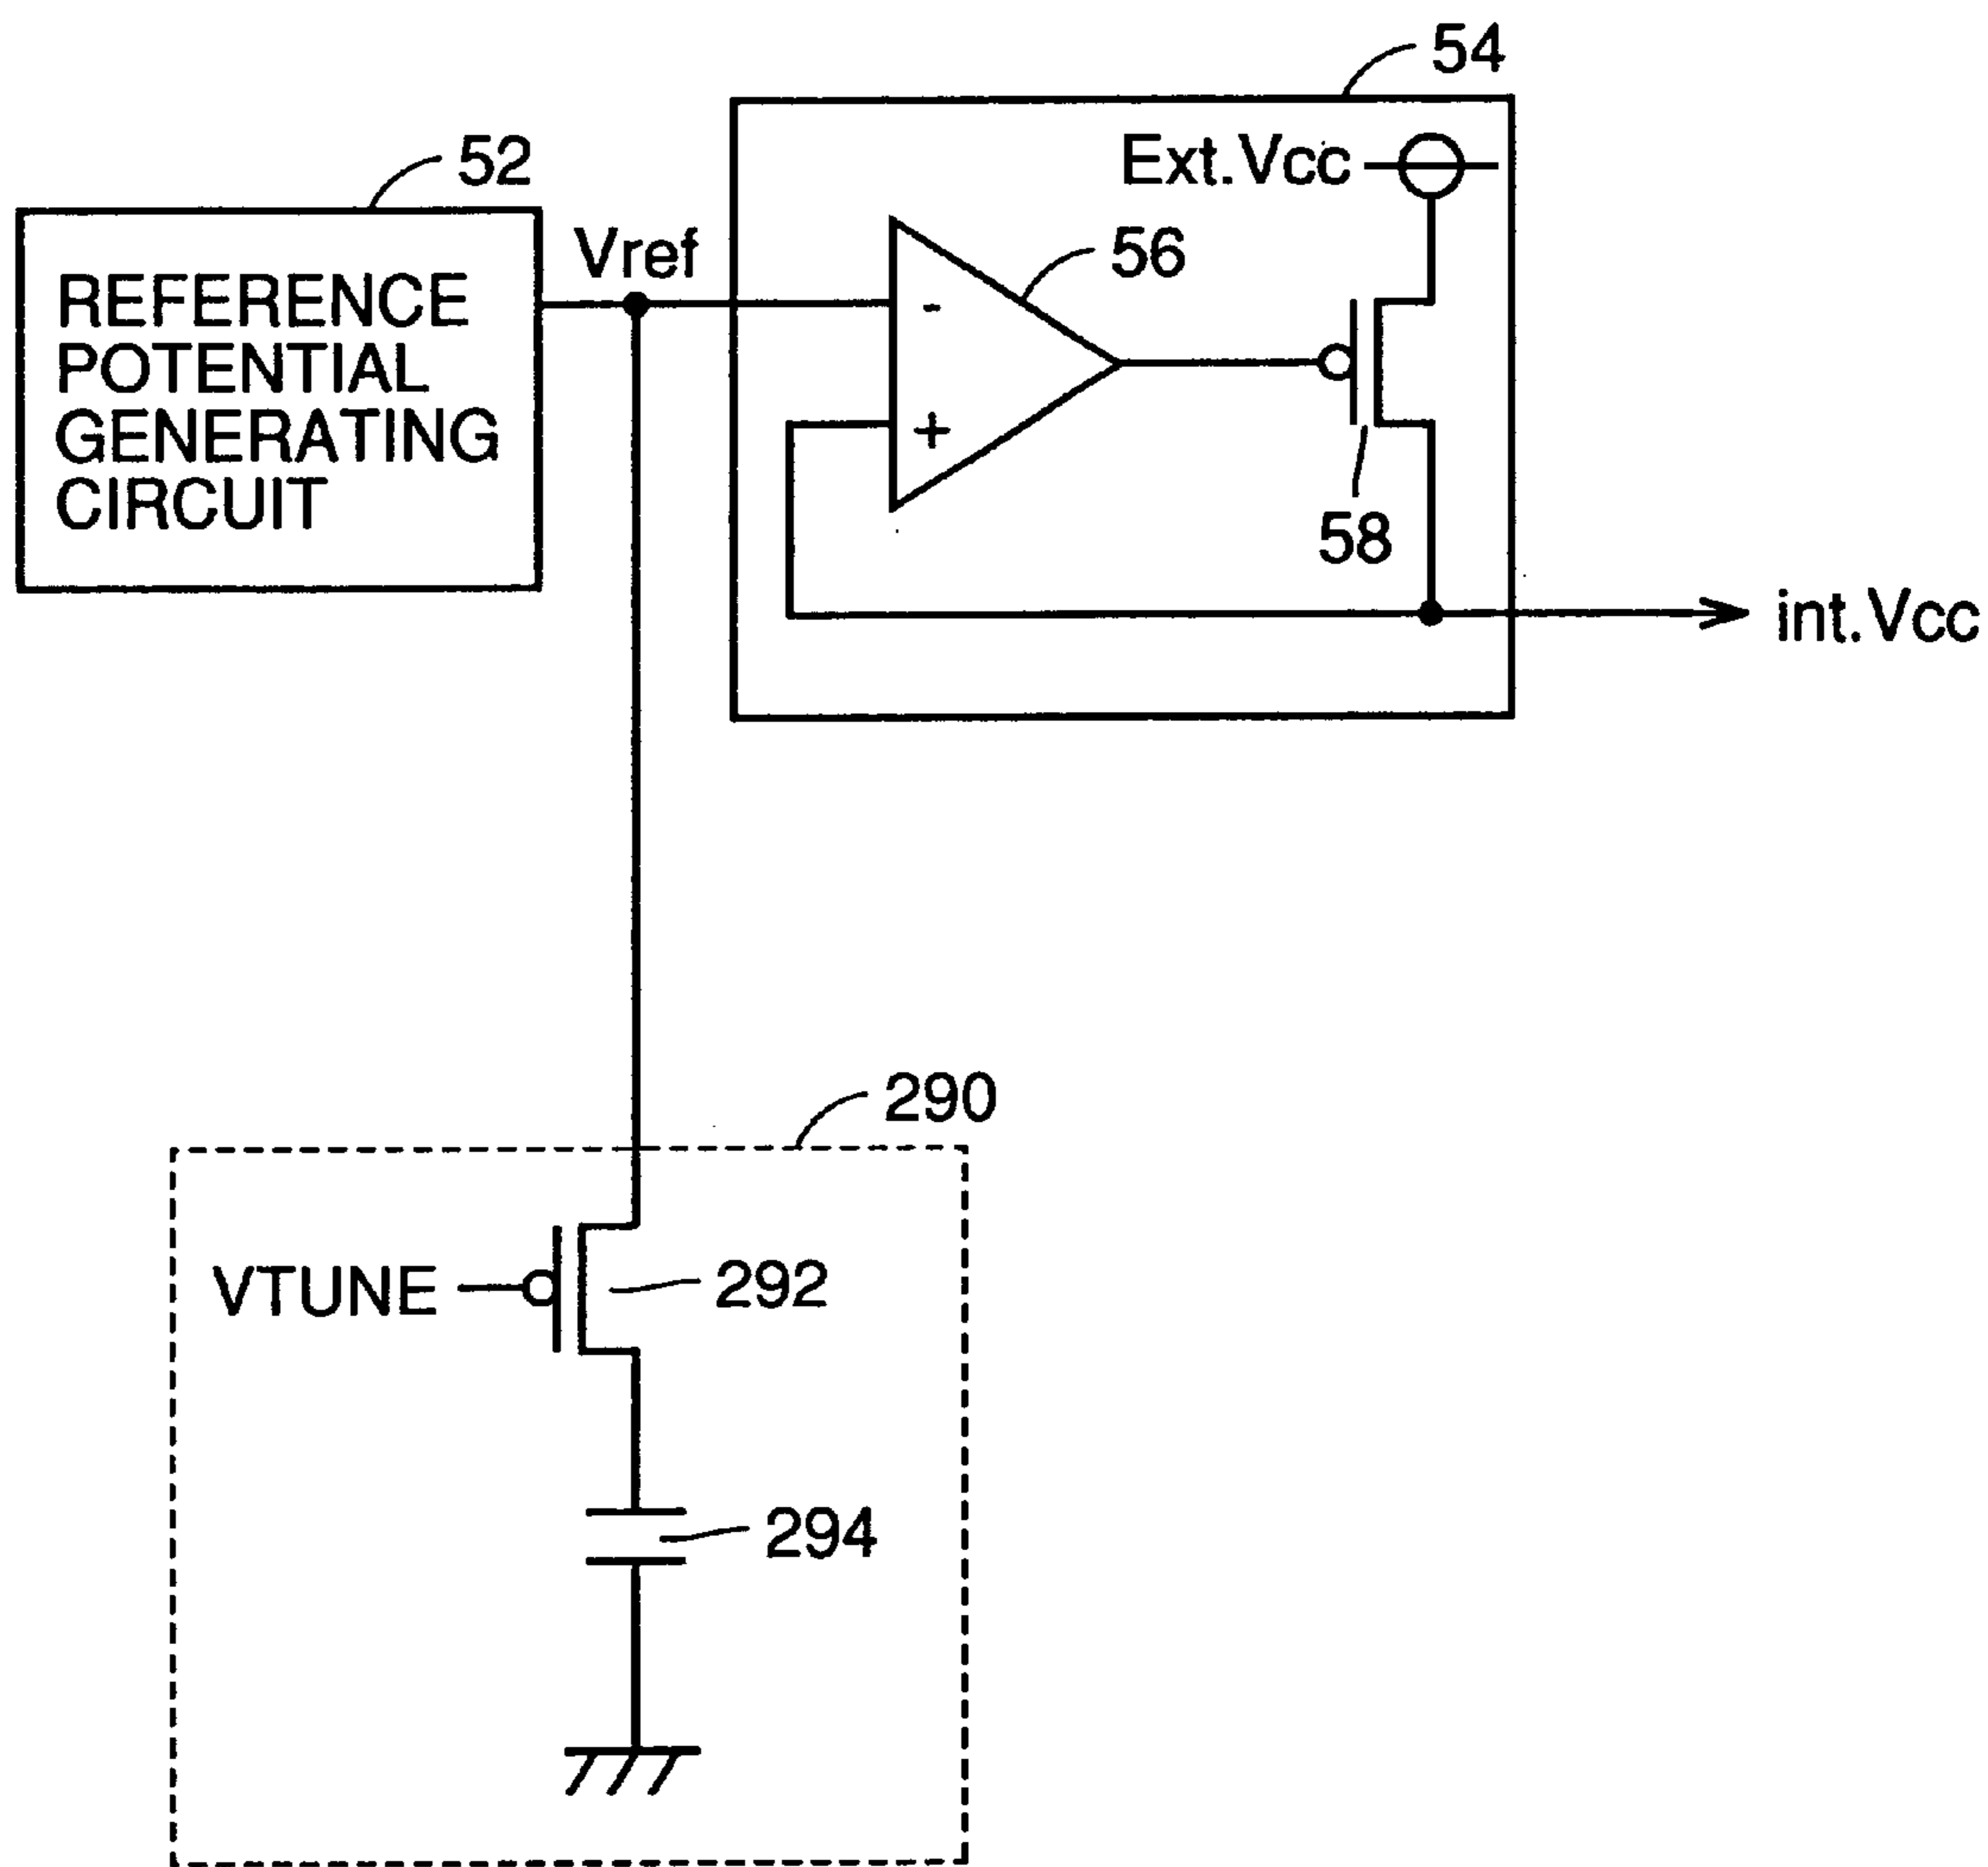 54
Ext.Vcc
52
Vref
56
REFERENCE
POTENTIAL
GENERATING
CIRCUIT
-
+
58
int.Vcc
290
VTUNE
292
294